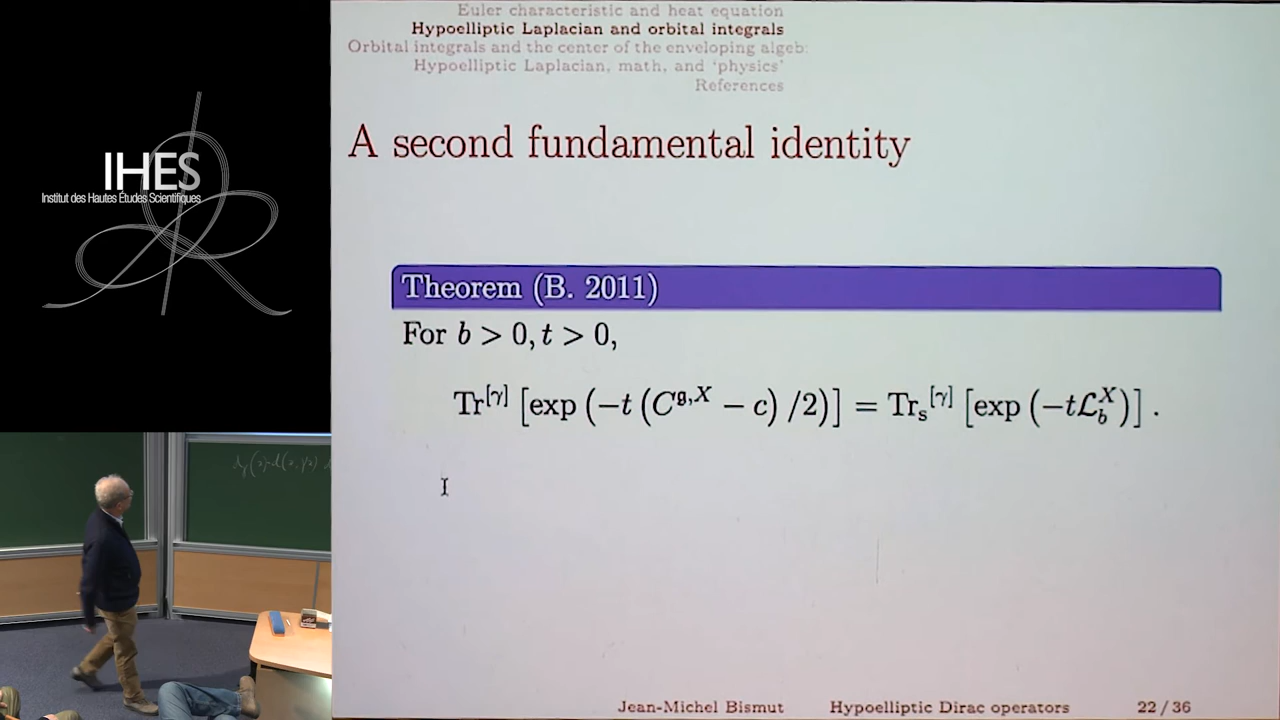 IHES
Institut des Hautes Études Scientifiques
Euler characteristic and heat equation
Hypoelliptic Laplacian and orbital integrals
Orbital integrals and the center of the enveloping algeb
Hypoelliptic Laplacian, math, and ‘physics’
References
A second fundamental identity
Theorem (B. 2011)
For b > 0, t > 0,
Tr^{[γ]} [exp (−t (C^{𝔤,X} − c) /2)] = Tr_s^{[γ]} [exp (−tℒ_b^X)] .
Jean-Michel Bismut Hypoelliptic Dirac operators 22 / 36